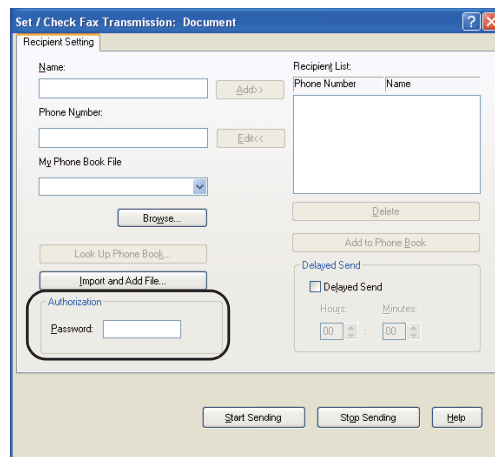 Set / Check Fax Transmission: Document
Recipient Setting
Name:
Add>>
Phone Number:
Edit<<
My Phone Book File
Browse...
Look Up Phone Book...
Import and Add File...
Authorization
Password:
Recipient List:
Phone Number Name
Delete
Add to Phone Book
Delayed Send
Delayed Send
Hours: Minutes:
00 : 00
Start Sending Stop Sending Help